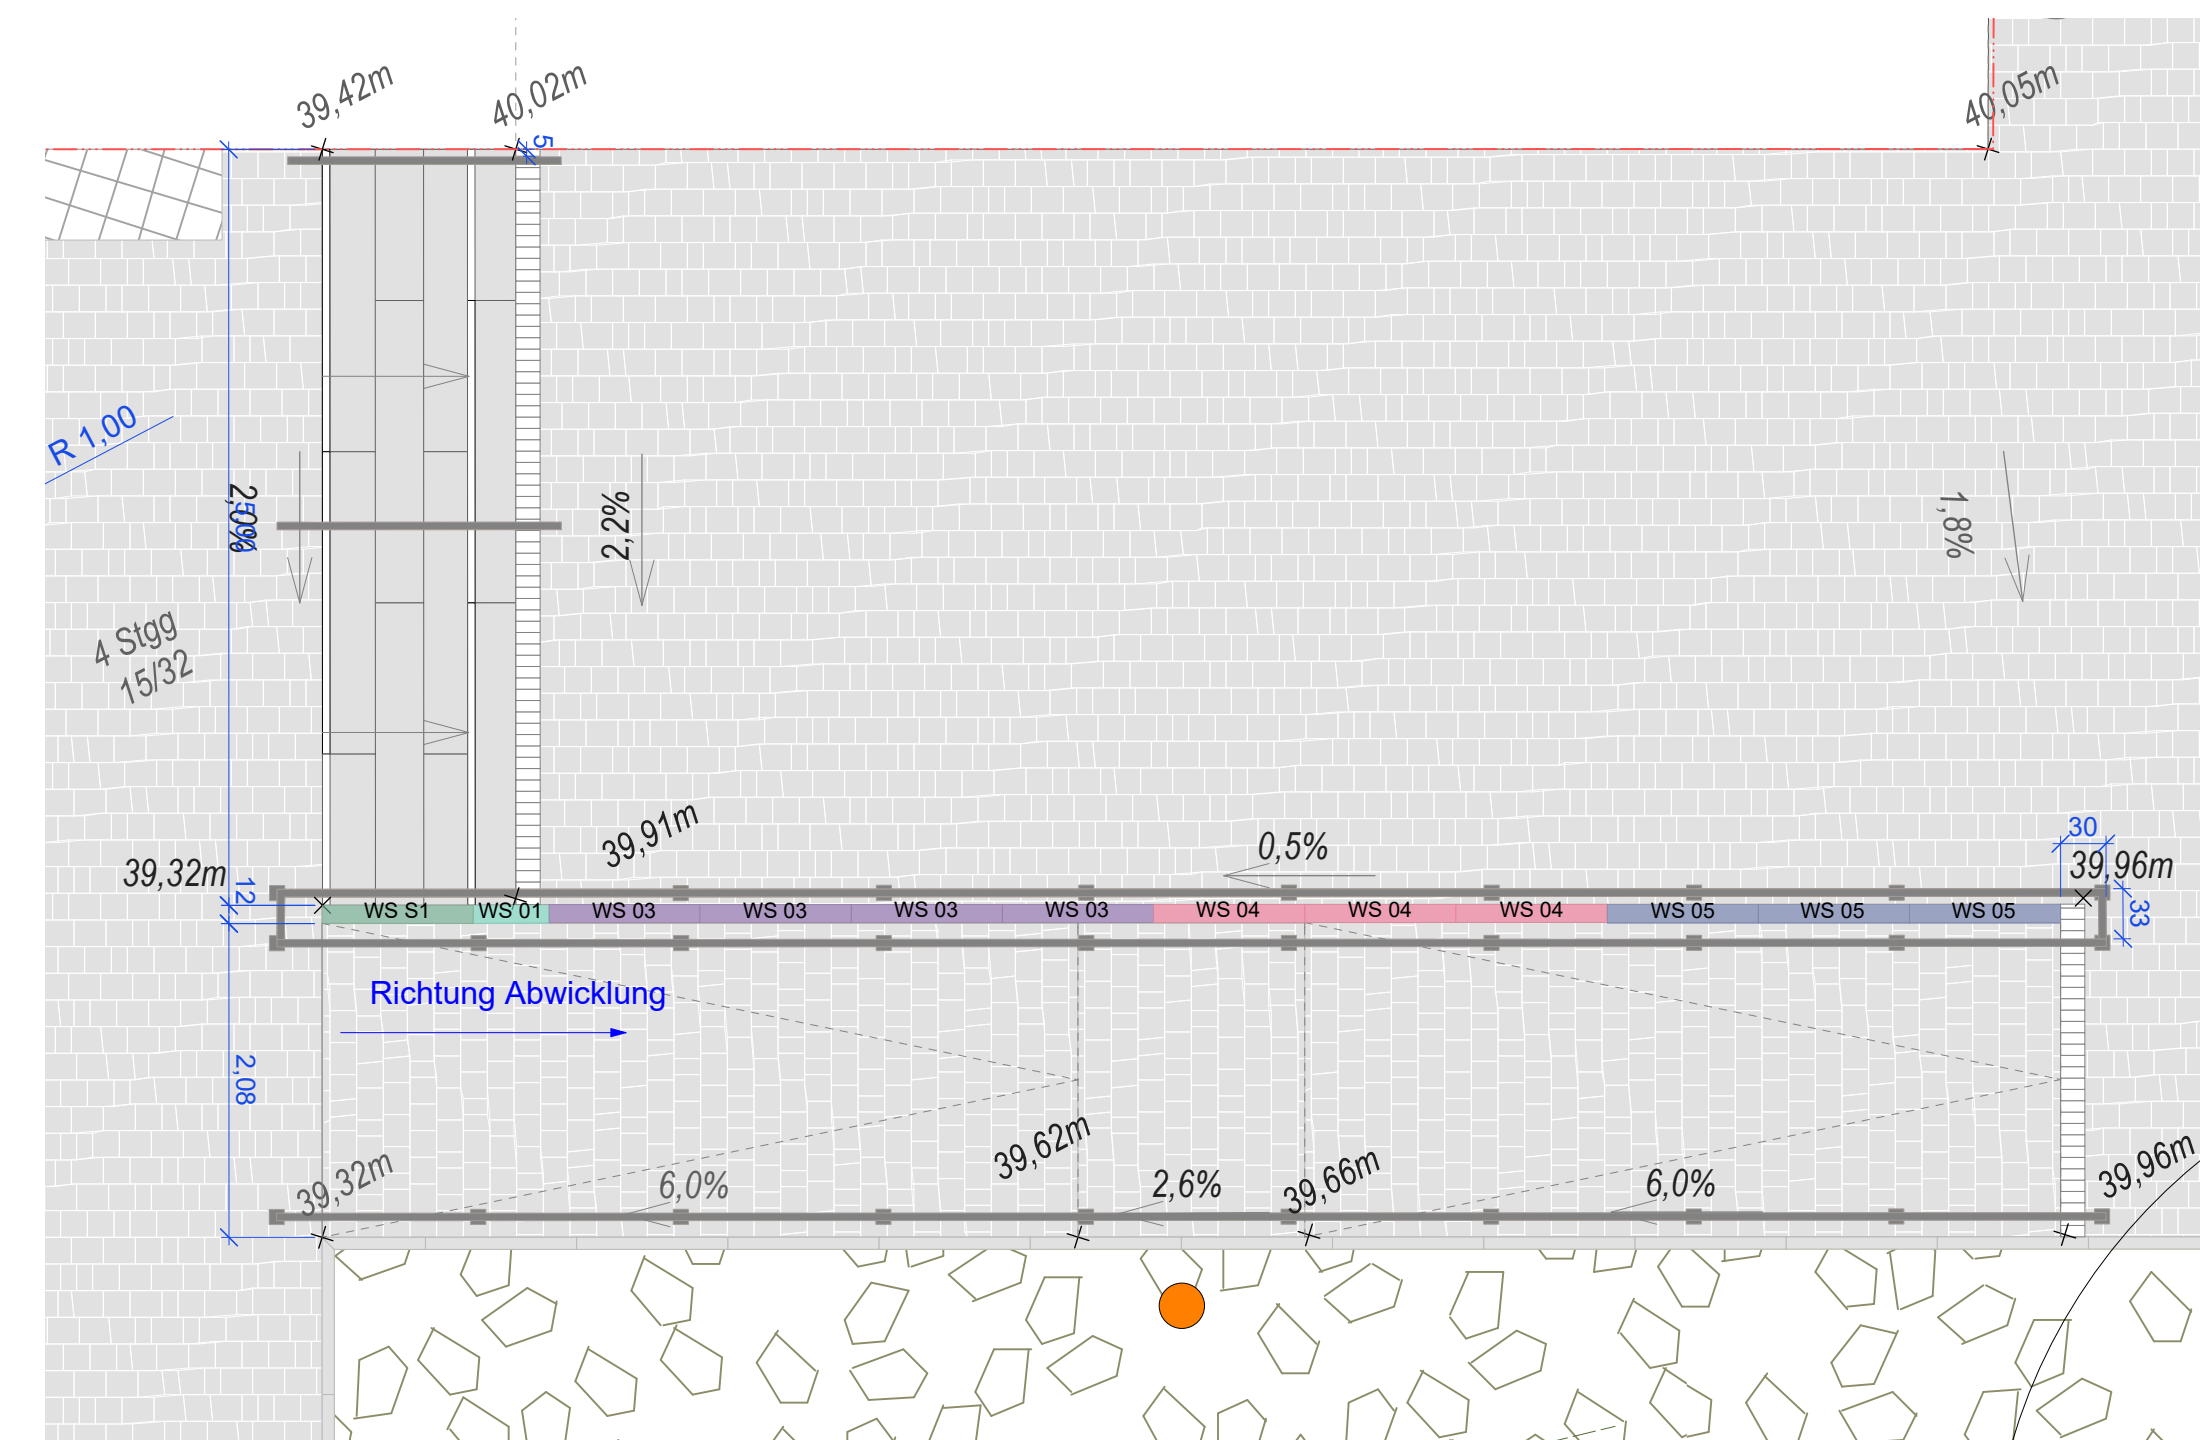 39,42m
40,02m
40,05m
5
R 1,00
2,0%
2,2%
1,8%
4 Stgg
15/32
39,91m
0,5%
30
39,32m
39,96m
12
WS S1 WS 01 WS 03 WS 03 WS 03 WS 03 WS 04 WS 04 WS 04 WS 05 WS 05 WS 05
33
Richtung Abwicklung
2,08
39,62m
39,32m
6,0%
2,6%
39,66m
6,0%
39,96m